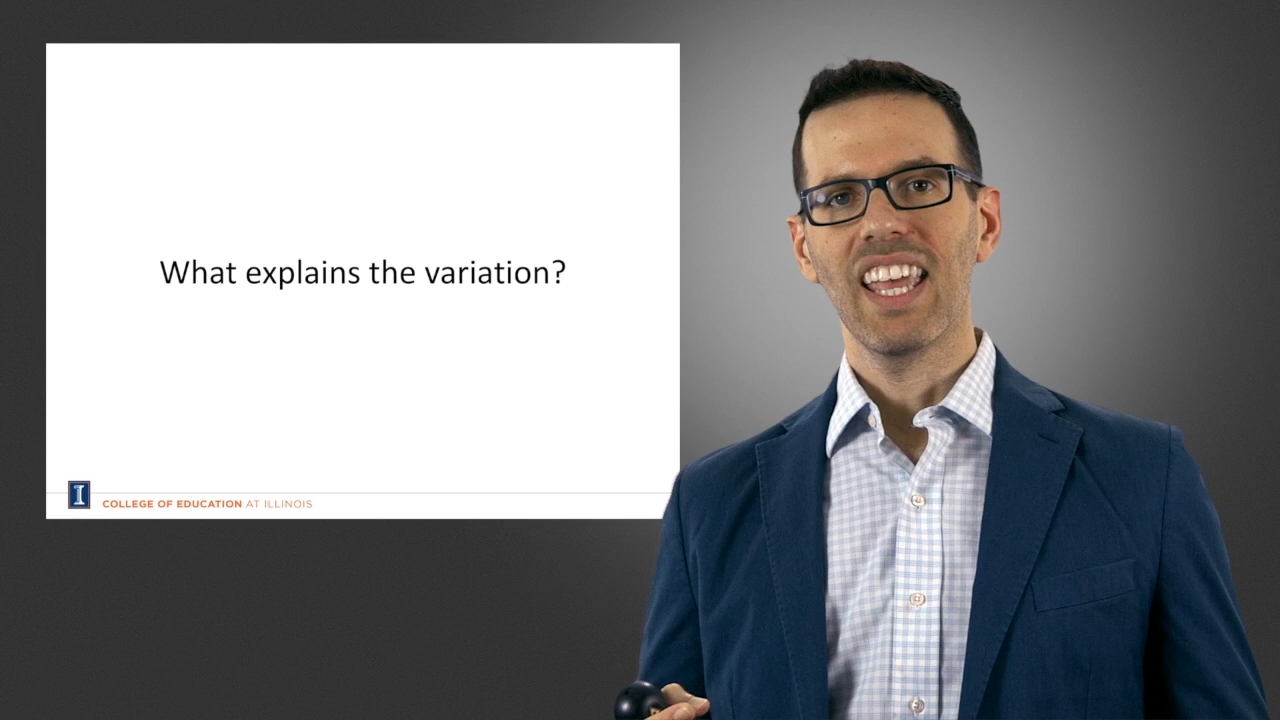 What explains the variation?
I
COLLEGE OF EDUCATION AT ILLINOIS